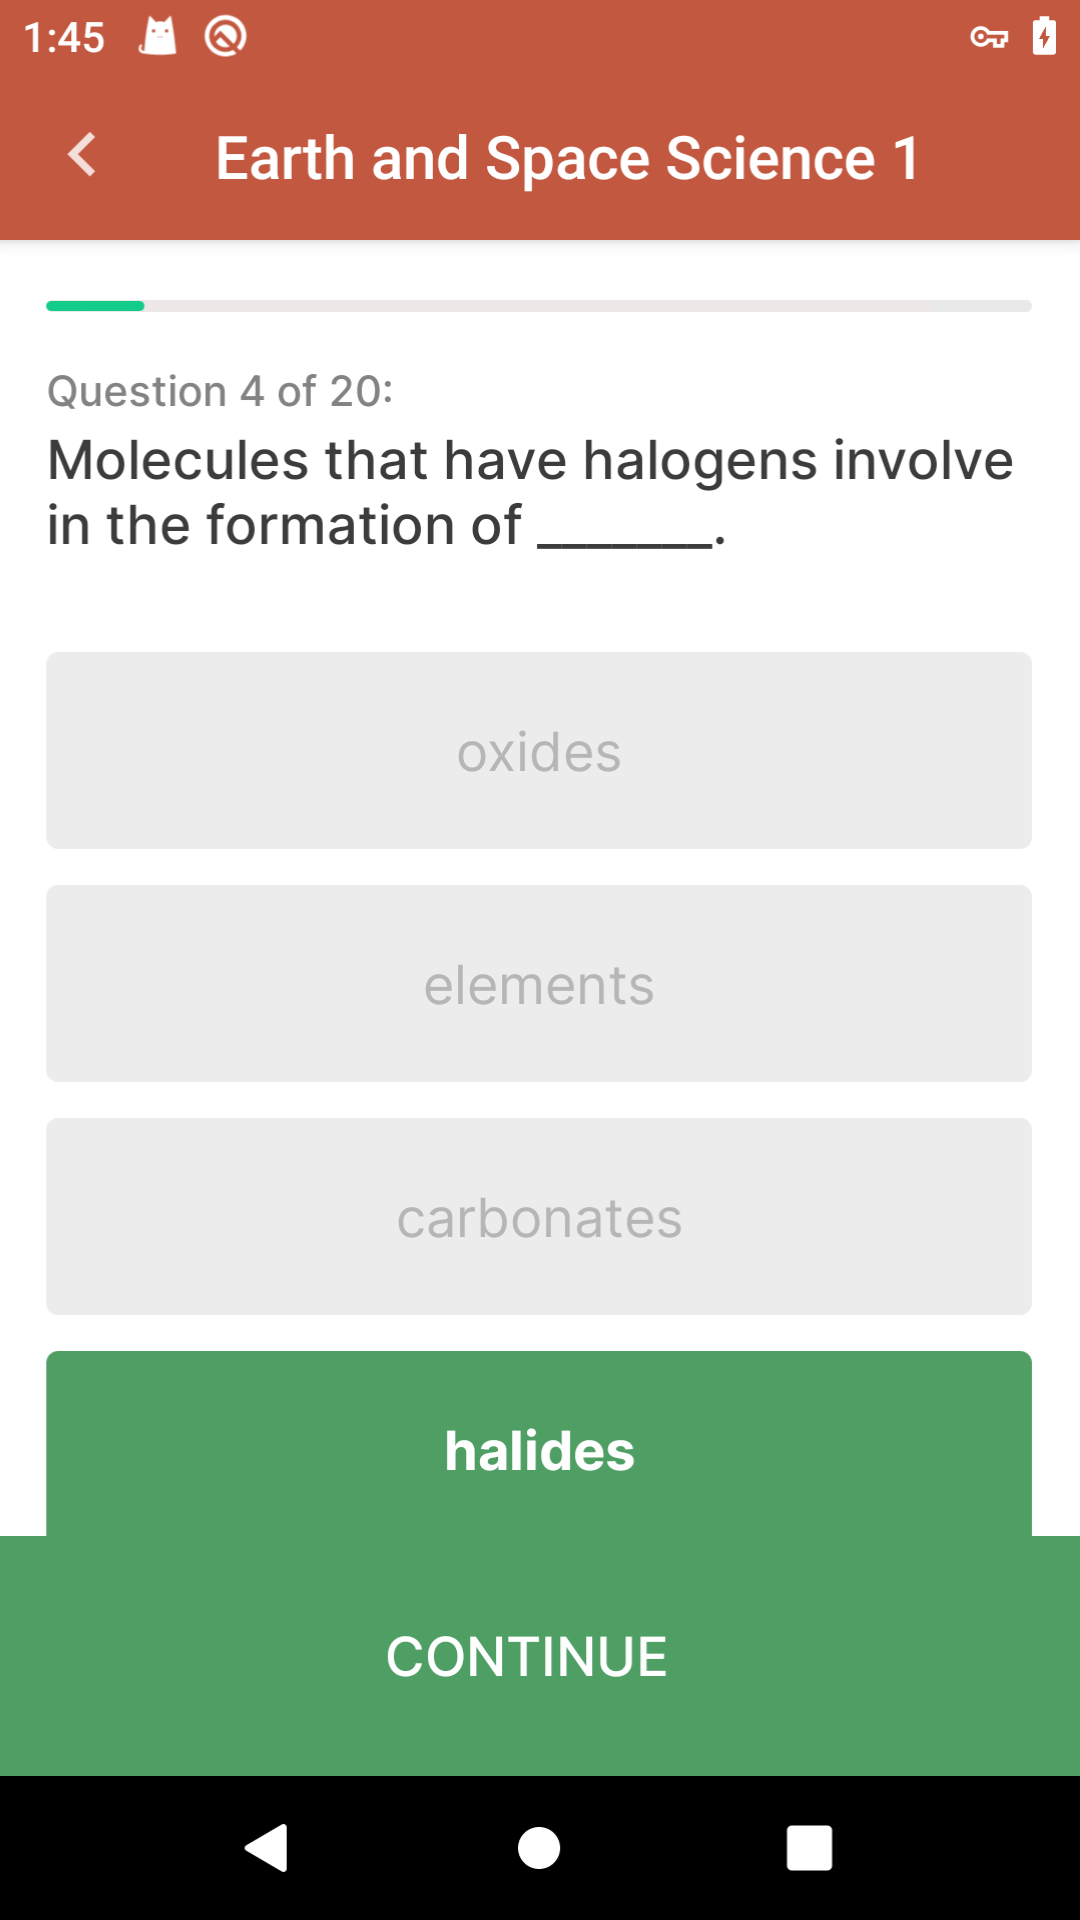 1:45
Earth and Space Science 1
Question 4 of 20:
Molecules that have halogens involve
in the formation of _______.
oxides
elements
carbonates
halides
CONTINUE